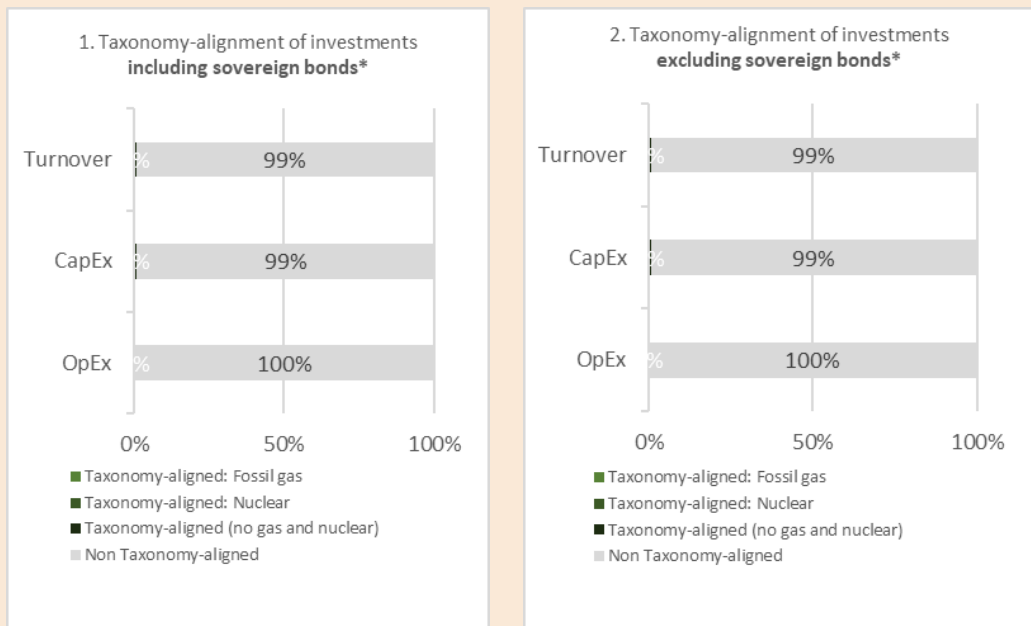 1. Taxonomy-alignment of investments
including sovereign bonds*
Turnover
%
99%
CapEx
%
99%
OpEx
%
100%
0% 50% 100%
Taxonomy-aligned: Fossil gas
Taxonomy-aligned: Nuclear
Taxonomy-aligned (no gas and nuclear)
Non Taxonomy-aligned
2. Taxonomy-alignment of investments
excluding sovereign bonds*
Turnover
%
99%
CapEx
%
99%
OpEx
%
100%
0% 50% 100%
Taxonomy-aligned: Fossil gas
Taxonomy-aligned: Nuclear
Taxonomy-aligned (no gas and nuclear)
Non Taxonomy-aligned